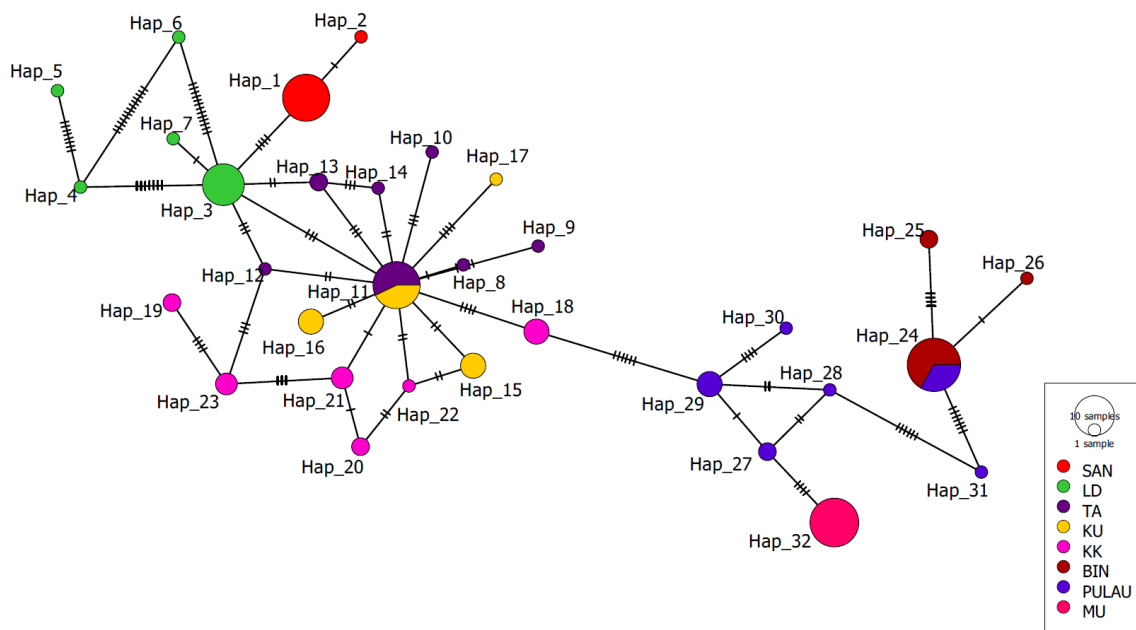 Hap_6
Hap_2
Hap_5
Hap_1
Hap_7
Hap_10
Hap_17
Hap_13
Hap_14
Hap_4
Hap_3
Hap_9
Hap_25
Hap_12
Hap_11
Hap_8
Hap_26
Hap_19
Hap_18
Hap_30
Hap_24
Hap_16
Hap_28
Hap_23
Hap_21
Hap_22
Hap_15
Hap_29
Hap_20
Hap_27
Hap_31
Hap_32
10 samples
1 sample
SAN
LD
TA
KU
KK
BIN
PULAU
MU